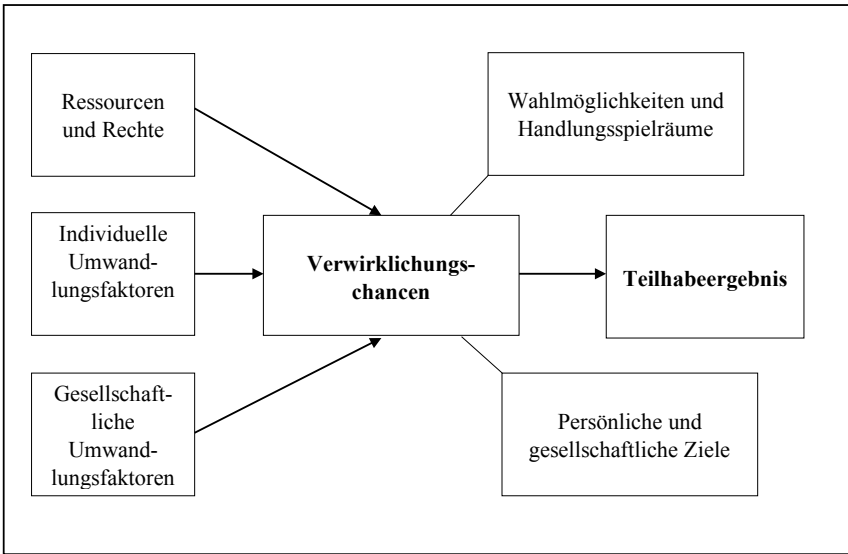 Ressourcen
und Rechte
Wahlmöglichkeiten und
Handlungsspielräume
Individuelle
Umwand-
lungsfaktoren
Verwirklichungs-
chancen
Teilhabeergebnis
Gesellschaft-
liche
Umwand-
lungsfaktoren
Persönliche und
gesellschaftliche Ziele